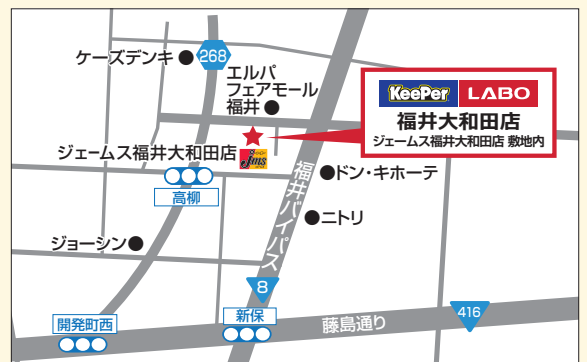 ケーズデンキ
268
エルパ
フェアモール
福井
KeePer LABO
福井大和田店
ジェームス福井大和田店 敷地内
ジェームス福井大和田店
Jms
高柳
ドン・キホーテ
ニトリ
福井バイパス
ジョーシン
8
開発町西
新保
藤島通り
416